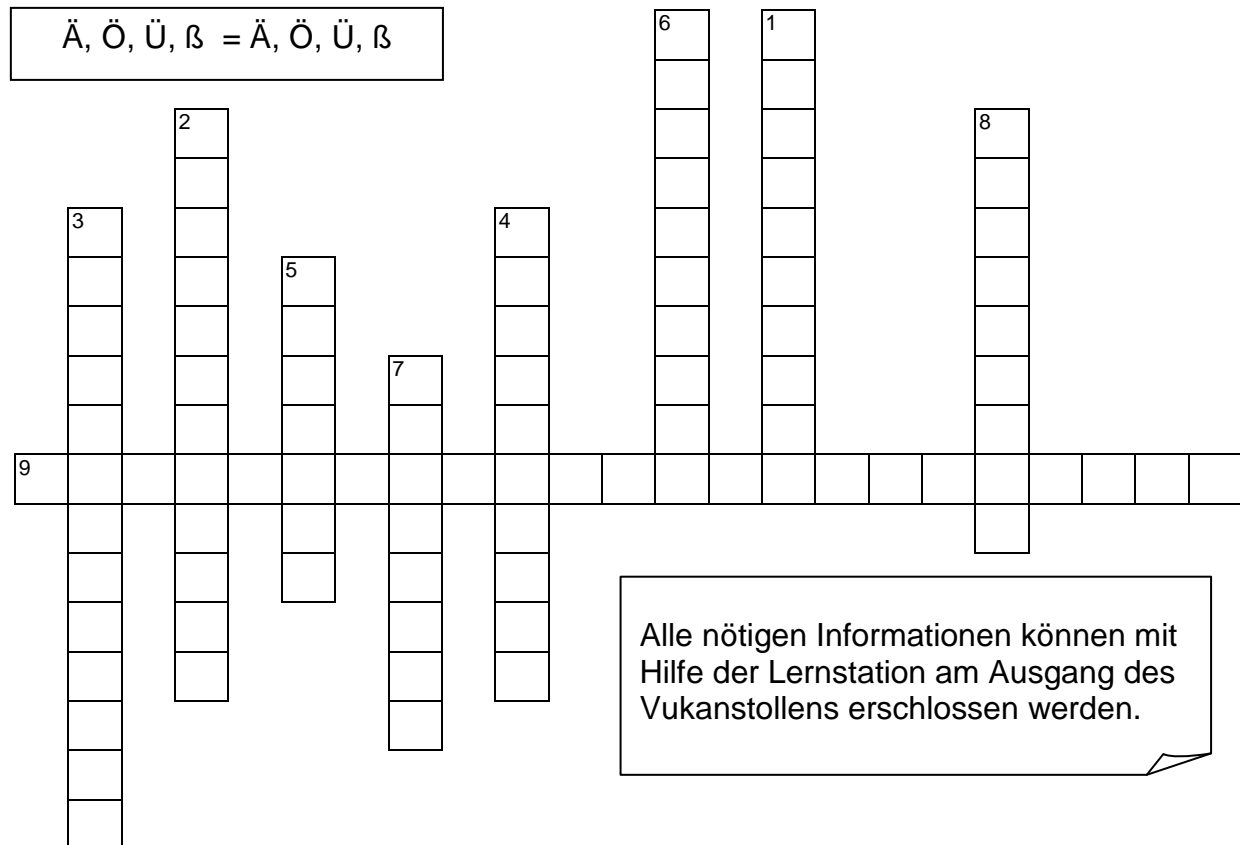 Ä, Ö, Ü, ß = Ä, Ö, Ü, ß
6 1
2 8
3 4
5
7
9
Alle nötigen Informationen können mit
Hilfe der Lernstation am Ausgang des
Vukanstollens erschlossen werden.